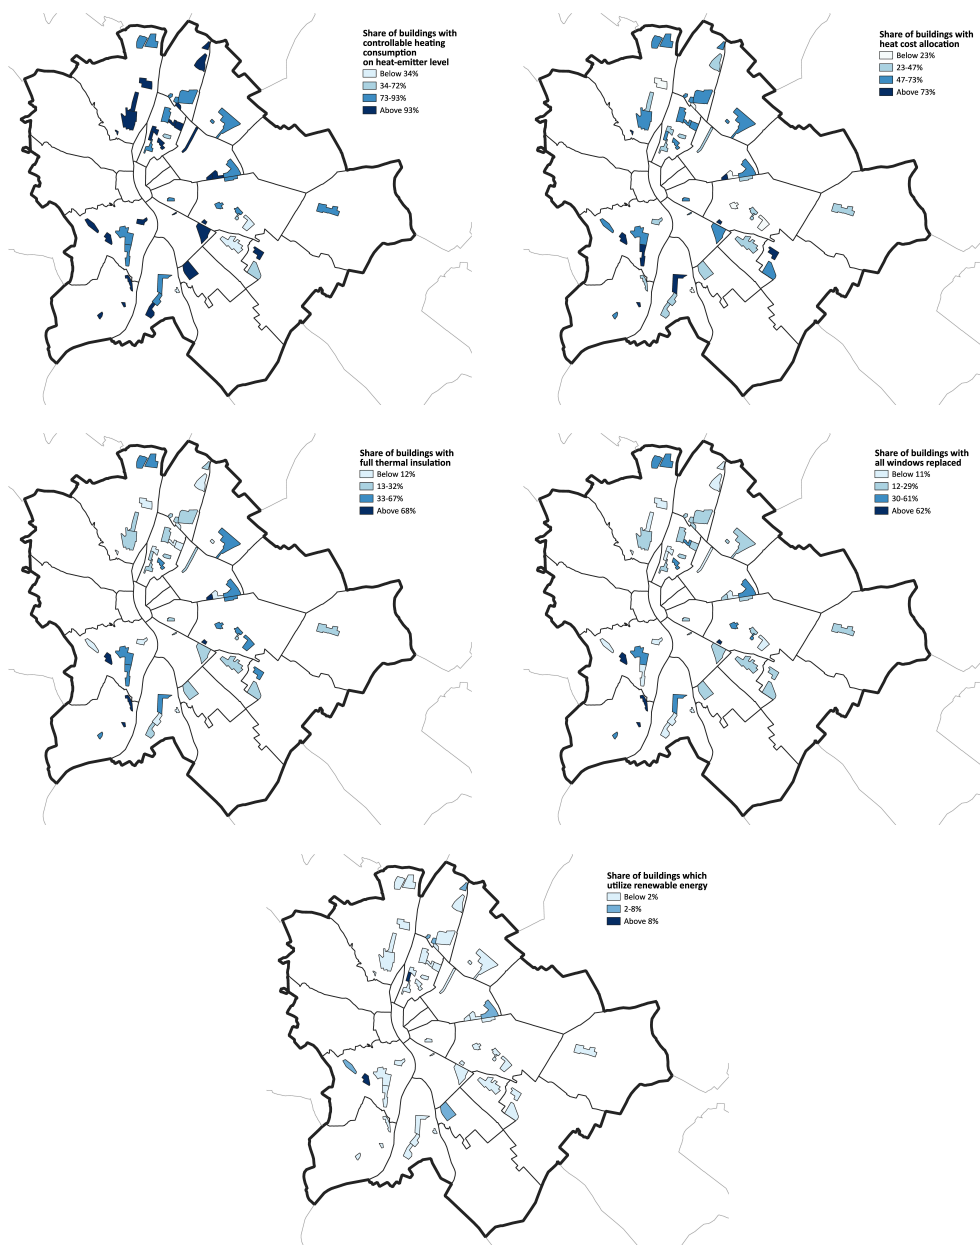 Share of buildings with
controllable heating
consumption
on heat-emitter level
Below 34%
34-72%
73-93%
Above 93%
Share of buildings with
heat cost allocation
Below 23%
23-47%
47-73%
Above 73%
Share of buildings with
full thermal insulation
Below 12%
13-32%
33-67%
Above 68%
Share of buildings with
all windows replaced
Below 11%
12-29%
30-61%
Above 62%
Share of buildings which
utilize renewable energy
Below 2%
2-8%
Above 8%